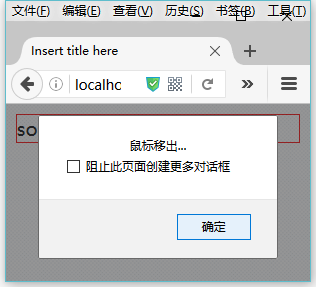 文件(F) 编辑(E) 查看(V) 历史(S) 书签(B) 工具(T)
Insert title here
localhc
so
鼠标移出...
阻止此页面创建更多对话框
确定